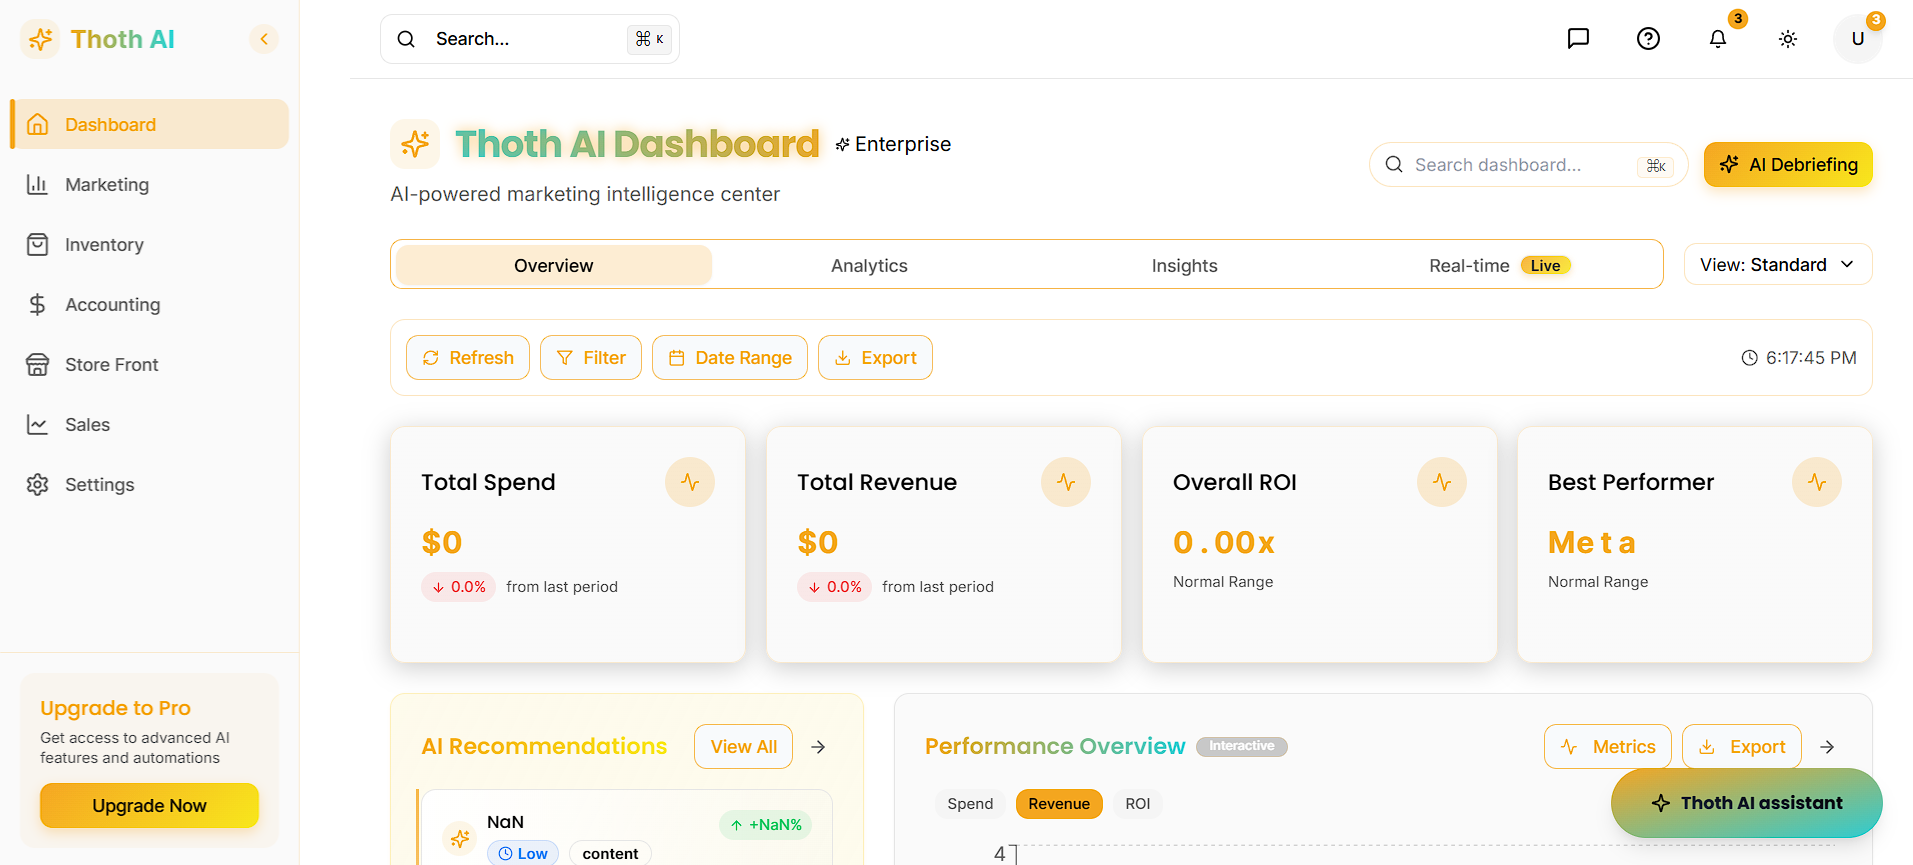 Thoth AI
Search...
⌘ K
3
U
3
Dashboard
Marketing
Inventory
Accounting
Store Front
Sales
Settings
Upgrade to Pro
Get access to advanced AI
features and automations
Upgrade Now
Thoth AI Dashboard
Enterprise
AI-powered marketing intelligence center
Search dashboard...
⌘K
AI Debriefing
Overview
Analytics
Insights
Real-time Live
View: Standard
Refresh
Filter
Date Range
Export
6:17:45 PM
Total Spend
$0
↓ 0.0% from last period
Total Revenue
$0
↓ 0.0% from last period
Overall ROI
0.00x
Normal Range
Best Performer
Meta
Normal Range
AI Recommendations
View All
NaN
↑ +NaN%
Low
content
Performance Overview
Interactive
Metrics
Export
Spend
Revenue
ROI
4
Thoth AI assistant